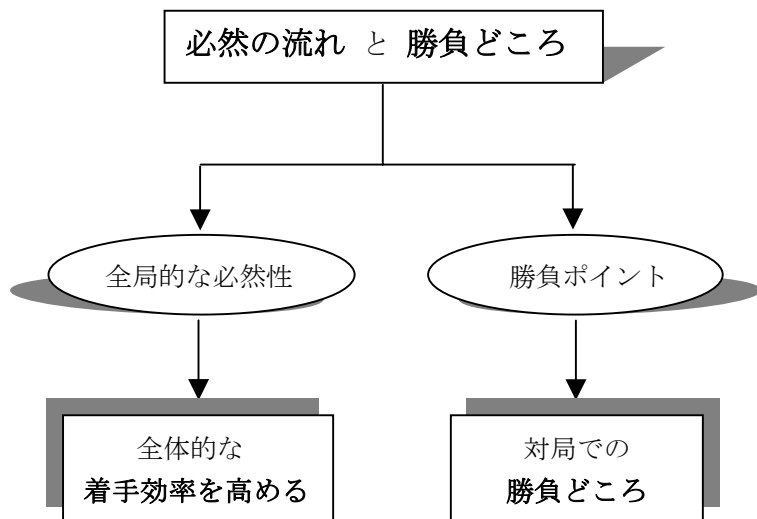 必然の流れ と 勝負どころ
全局的な必然性
勝負ポイント
全体的な
着手効率を高める
対局での
勝負どころ